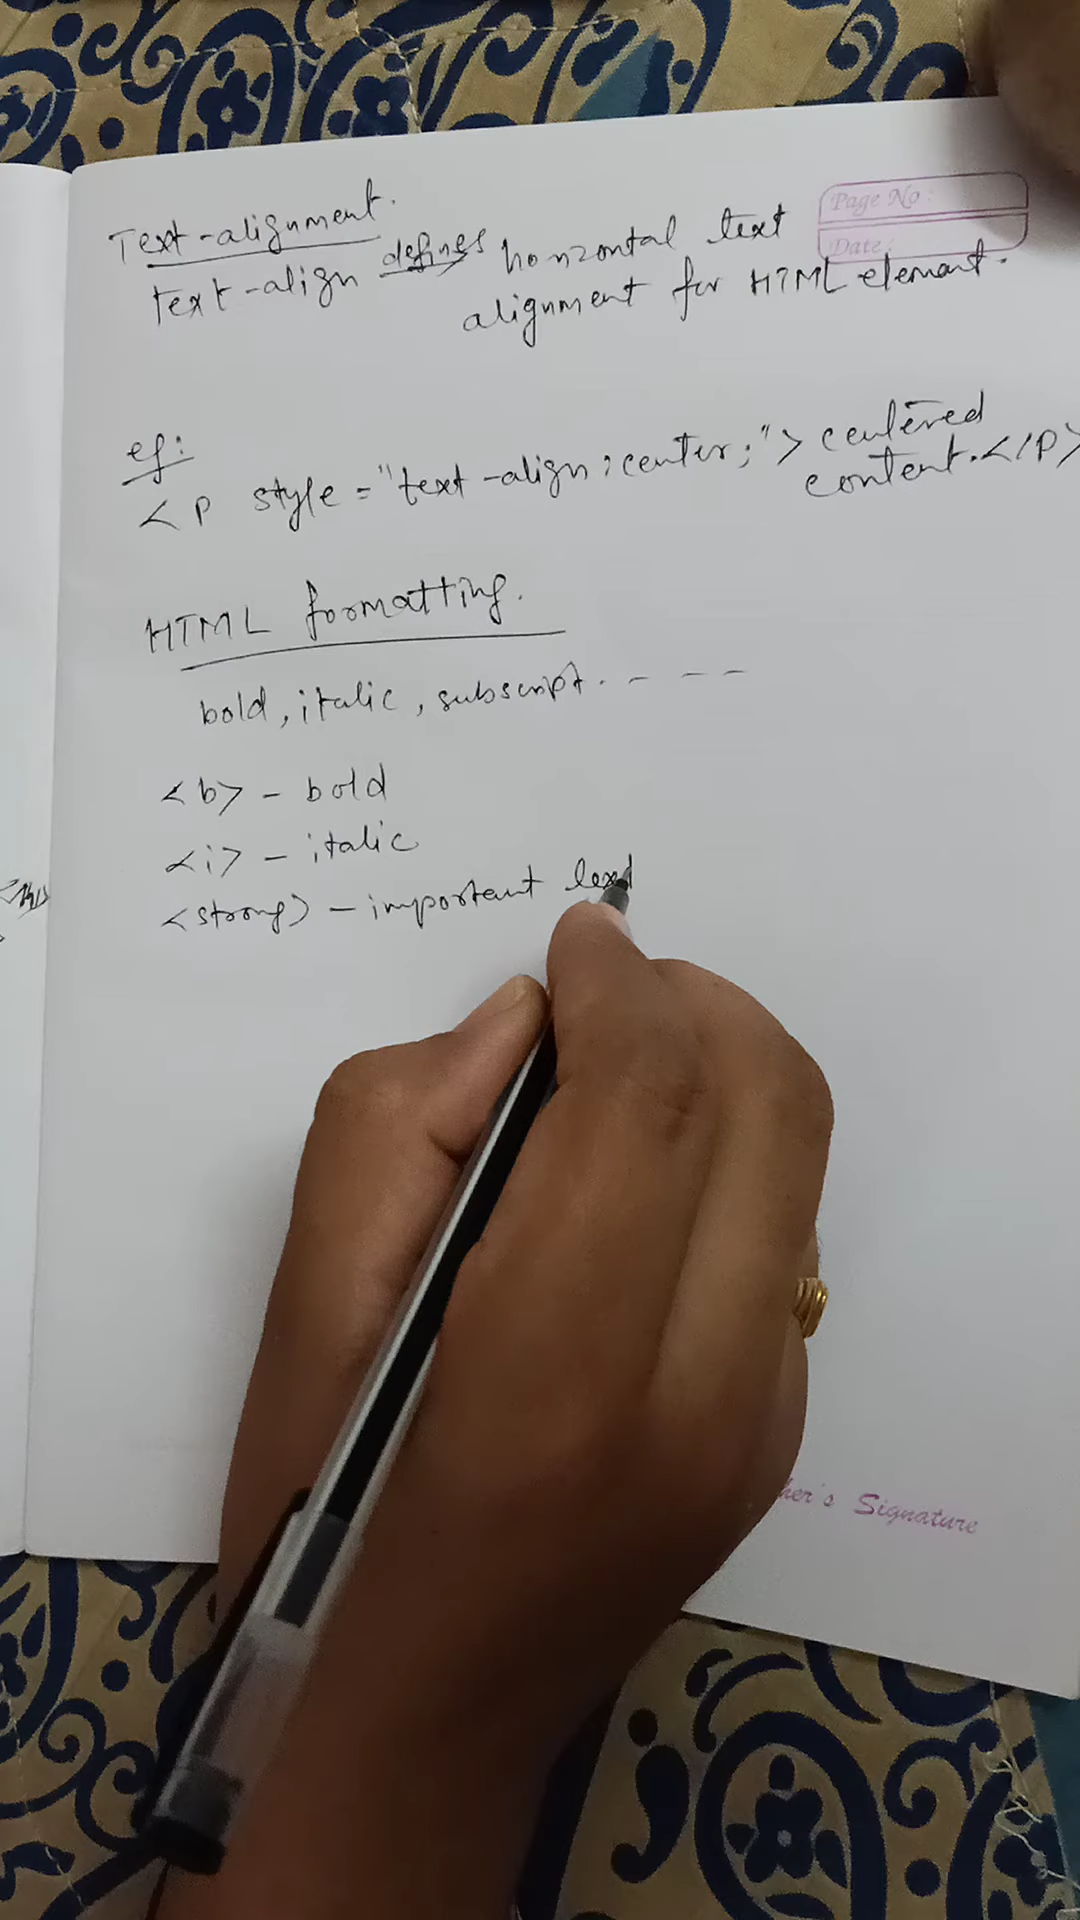 Page No :
Date :
Text-alignment.
text-align defines horizontal text
alignment for HTML element.
eg:
<P style="text-align:center;"> centered
content.</P>
HTML formatting.
bold, italic, subscript. - - - -
<b> - bold
<i> - italic
<strong> - important text
her's Signature